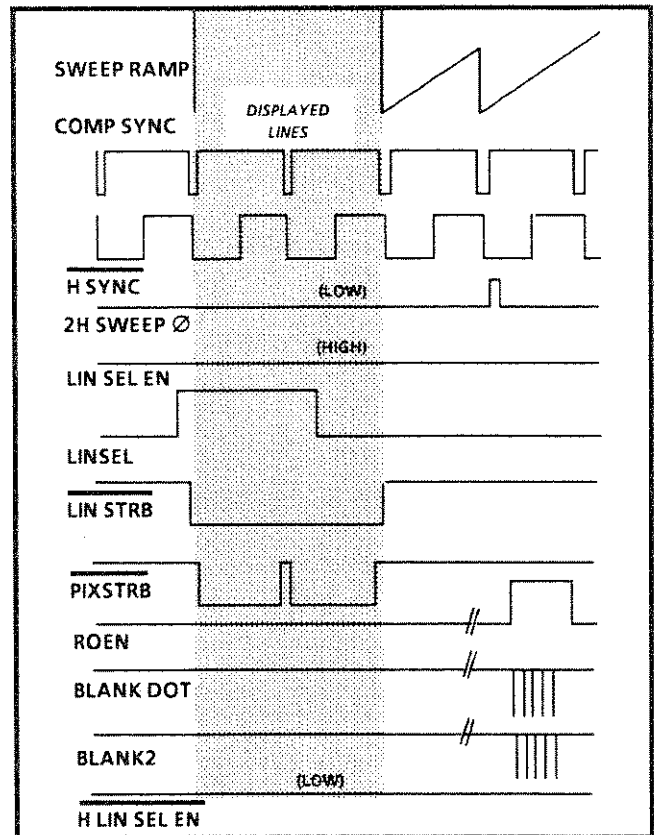 SWEEP RAMP
DISPLAYED
LINES
COMP SYNC
H SYNC
(LOW)
2H SWEEP Ø
(HIGH)
LIN SEL EN
LINSEL
LIN STRB
PIXSTRB
ROEN
BLANK DOT
BLANK2
(LOW)
H LIN SEL EN